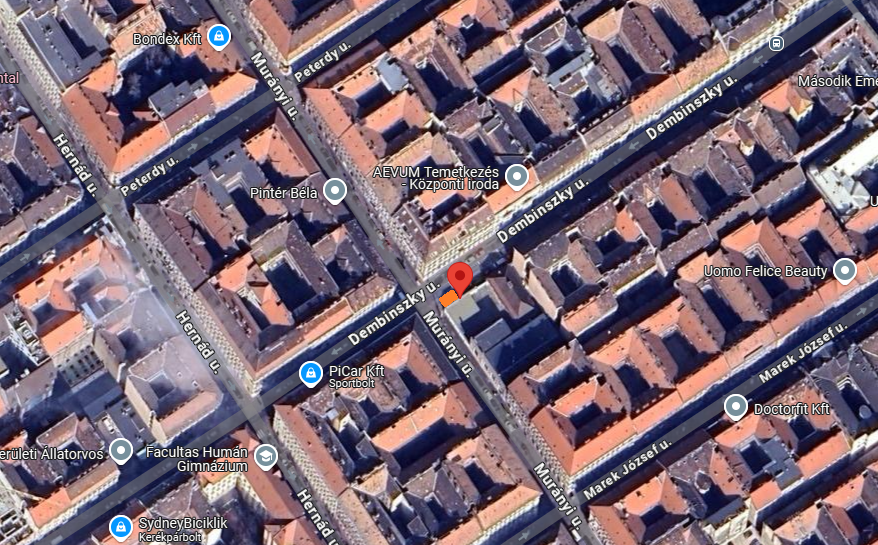 Bondex Kft
Murányi u.
Peterdy u.
ntal
Második Eme
Dembinszky u.
Hernád u.
Peterdy u.
AEVUM Temetkezés
- Központi iroda
Pintér Béla
Dembinszky u.
U
Uomo Felice Beauty
Dembinszky u.
Hernád u.
Murányi u.
Marek József u.
PiCar Kft
Sportbolt
Doctorfit Kft
erületi Állatorvos
Facultas Humán
Gimnázium
Marek József u.
Murányi u.
Hernád u
SydneyBiciklik
Kerékpárbolt